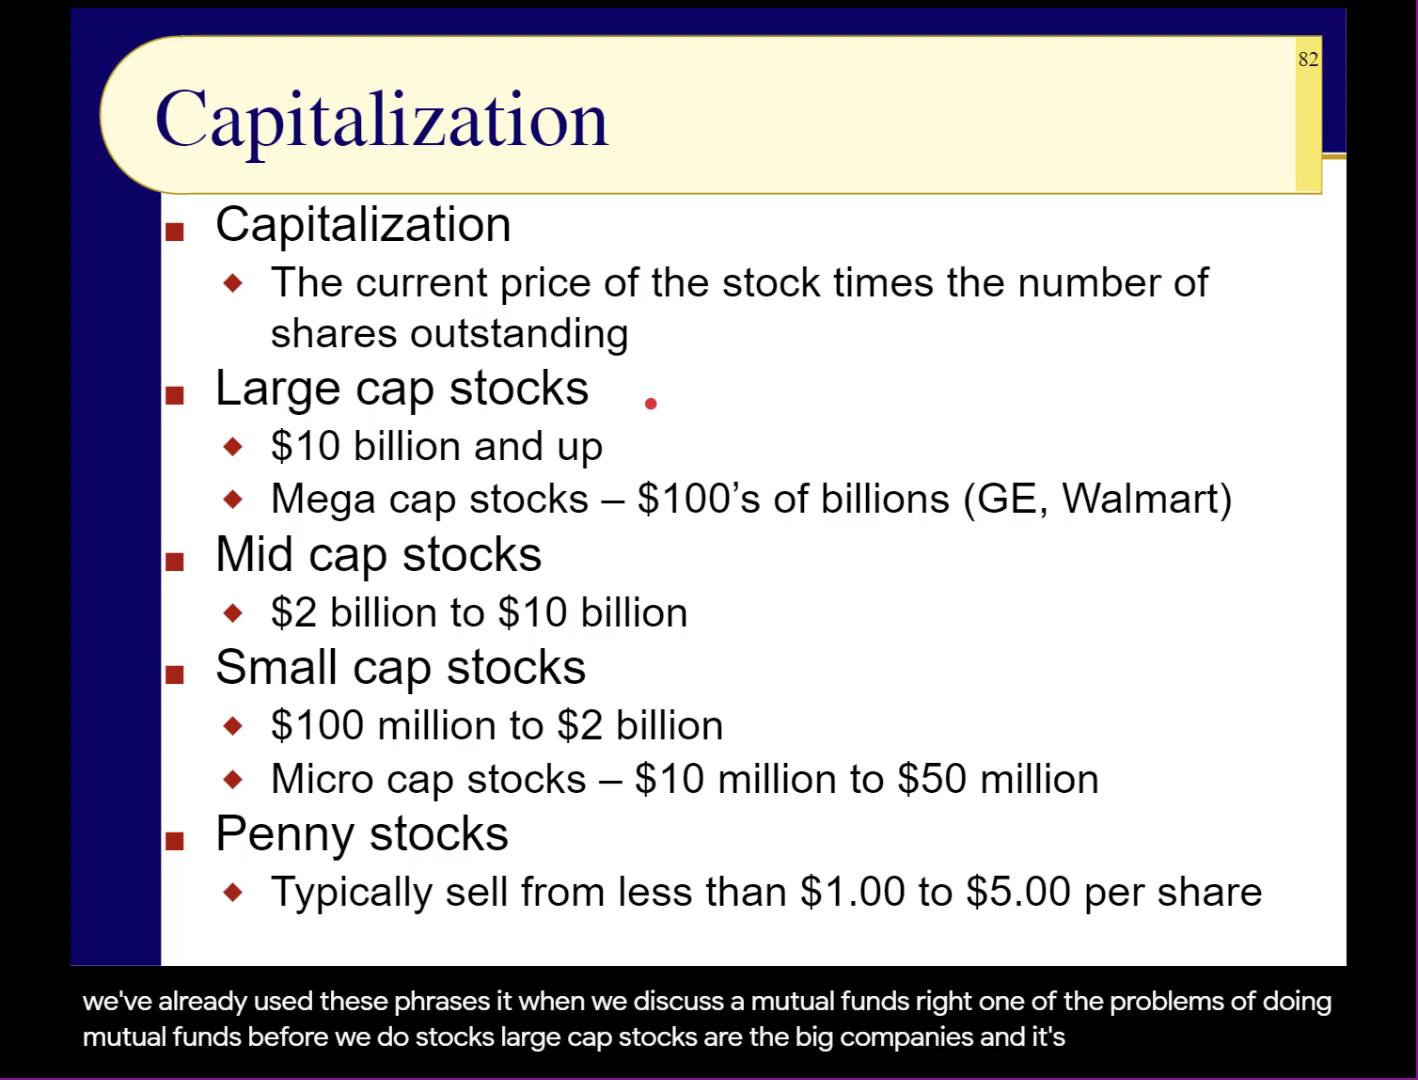 82
Capitalization
Capitalization
The current price of the stock times the number of
shares outstanding
Large cap stocks
$10 billion and up
Mega cap stocks – $100’s of billions (GE, Walmart)
Mid cap stocks
$2 billion to $10 billion
Small cap stocks
$100 million to $2 billion
Micro cap stocks – $10 million to $50 million
Penny stocks
Typically sell from less than $1.00 to $5.00 per share
we've already used these phrases it when we discuss a mutual funds right one of the problems of doing
mutual funds before we do stocks large cap stocks are the big companies and it's